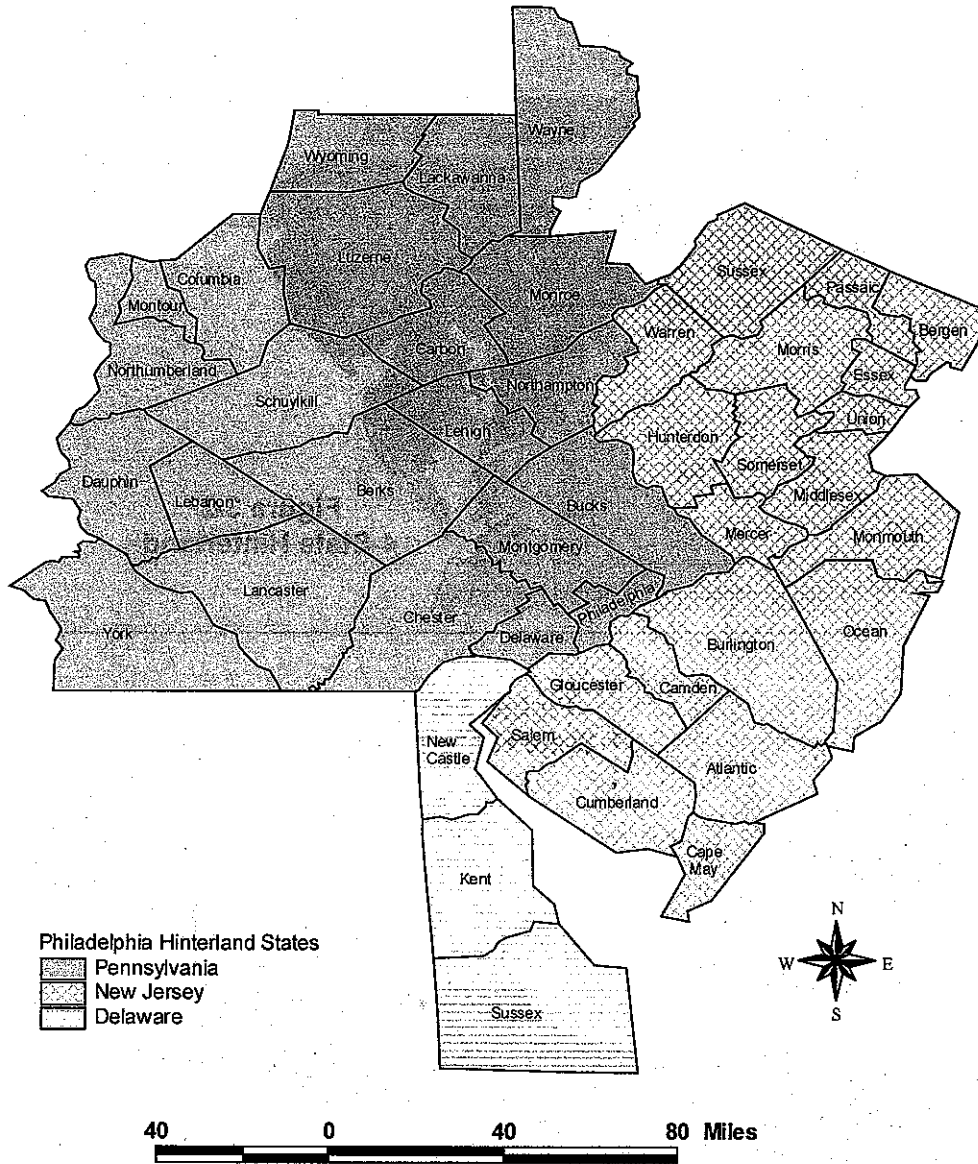 Wayne
Wyoming
Lackawanna
Luzerne
Columbia
Montour
Monroe
Sussex
Passaic
Bergen
Warren
Morris
Essex
Carbon
Northumberland
Northampton
Schuylkill
Union
Lehigh
Hunterdon
Somerset
Dauphin
Lebanon
Berks
Bucks
Middlesex
Mercer
Monmouth
Montgomery
Lancaster
Chester
Philadelphia
York
Delaware
Burlington
Ocean
Gloucester
Camden
New
Castle
Salem
Atlantic
Cumberland
Cape
May
Kent
Sussex
N
W E
S
Philadelphia Hinterland States
Pennsylvania
New Jersey
Delaware
40 0 40 80 Miles